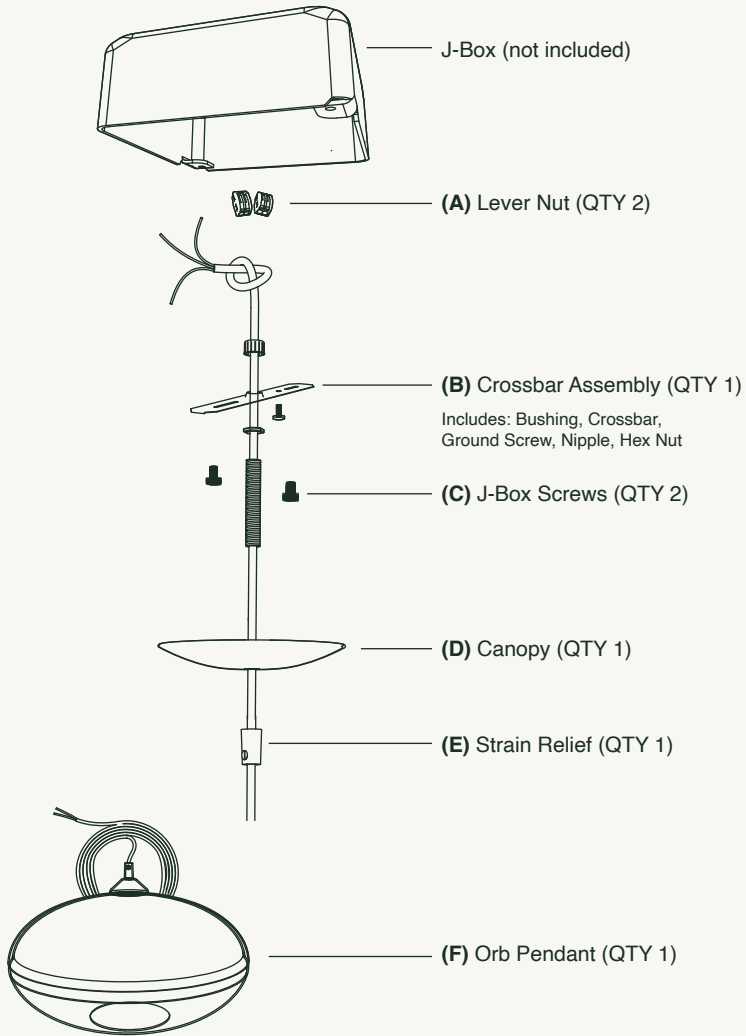 J-Box (not included)
(A) Lever Nut (QTY 2)
(B) Crossbar Assembly (QTY 1)
Includes: Bushing, Crossbar,
Ground Screw, Nipple, Hex Nut
(C) J-Box Screws (QTY 2)
(D) Canopy (QTY 1)
(E) Strain Relief (QTY 1)
(F) Orb Pendant (QTY 1)